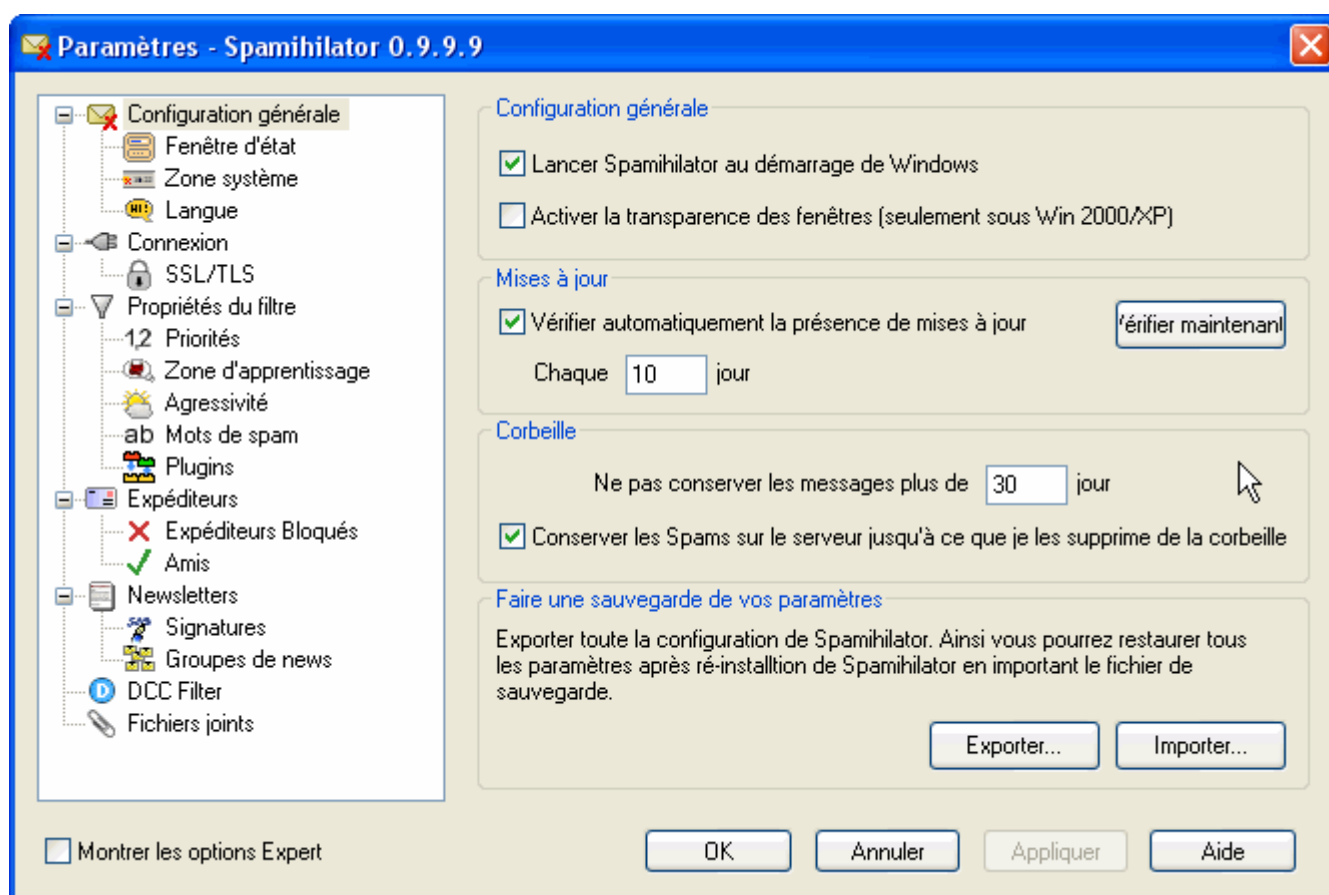 Paramètres - Spamihilator 0.9.9.9
Configuration générale
Fenêtre d'état
Zone système
HI!
Langue
Connexion
SSL/TLS
Propriétés du filtre
1,2 Priorités
Zone d'apprentissage
Agressivité
ab Mots de spam
Plugins
Expéditeurs
Expéditeurs Bloqués
Amis
Newsletters
Signatures
Groupes de news
D DCC Filter
Fichiers joints
Configuration générale
Lancer Spamihilator au démarrage de Windows
Activer la transparence des fenêtres (seulement sous Win 2000/XP)
Mises à jour
Vérifier automatiquement la présence de mises à jour
Vérifier maintenant
Chaque 10 jour
Corbeille
Ne pas conserver les messages plus de 30 jour
Conserver les Spams sur le serveur jusqu'à ce que je les supprime de la corbeille
Faire une sauvegarde de vos paramètres
Exporter toute la configuration de Spamihilator. Ainsi vous pourrez restaurer tous
les paramètres après ré-installtion de Spamihilator en important le fichier de
sauvegarde.
Exporter... Importer...
Montrer les options Expert
OK Annuler Appliquer Aide